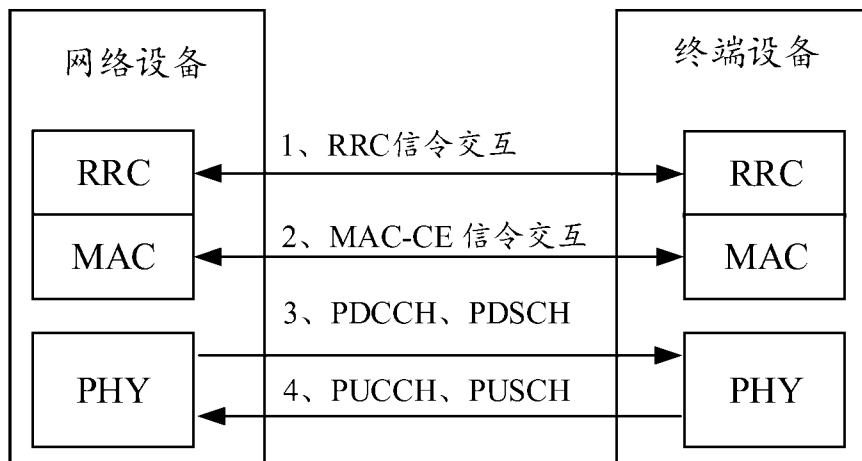 网络设备
终端设备
1、RRC信令交互
RRC
RRC
2、MAC-CE 信令交互
MAC
MAC
3、PDCCH、PDSCH
PHY
PHY
4、PUCCH、PUSCH